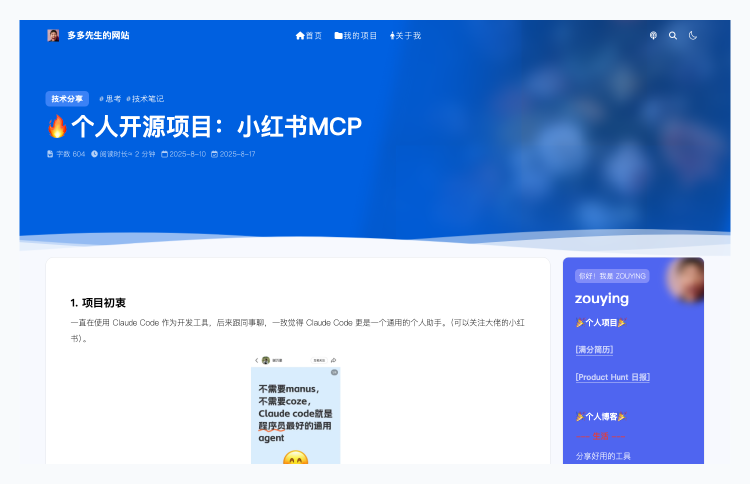 多多先生的网站
首页
我的项目
关于我
技术分享 # 思考 # 技术笔记
🔥个人开源项目：小红书MCP
字数 604 阅读时长≈ 2 分钟 2025-8-10 2025-8-17
1. 项目初衷
一直在使用 Claude Code 作为开发工具，后来跟同事聊，一致觉得 Claude Code 更是一个通用的个人助手。（可以关注大佬的小红
书）。
不需要manus，
不需要coze，
Claude code就是
程序员最好的通用
agent
你好！我是 ZOUYING
zouying
🎉个人项目🎉
[满分简历]
[Product Hunt 日报]
🎉个人博客🎉
分享好用的工具